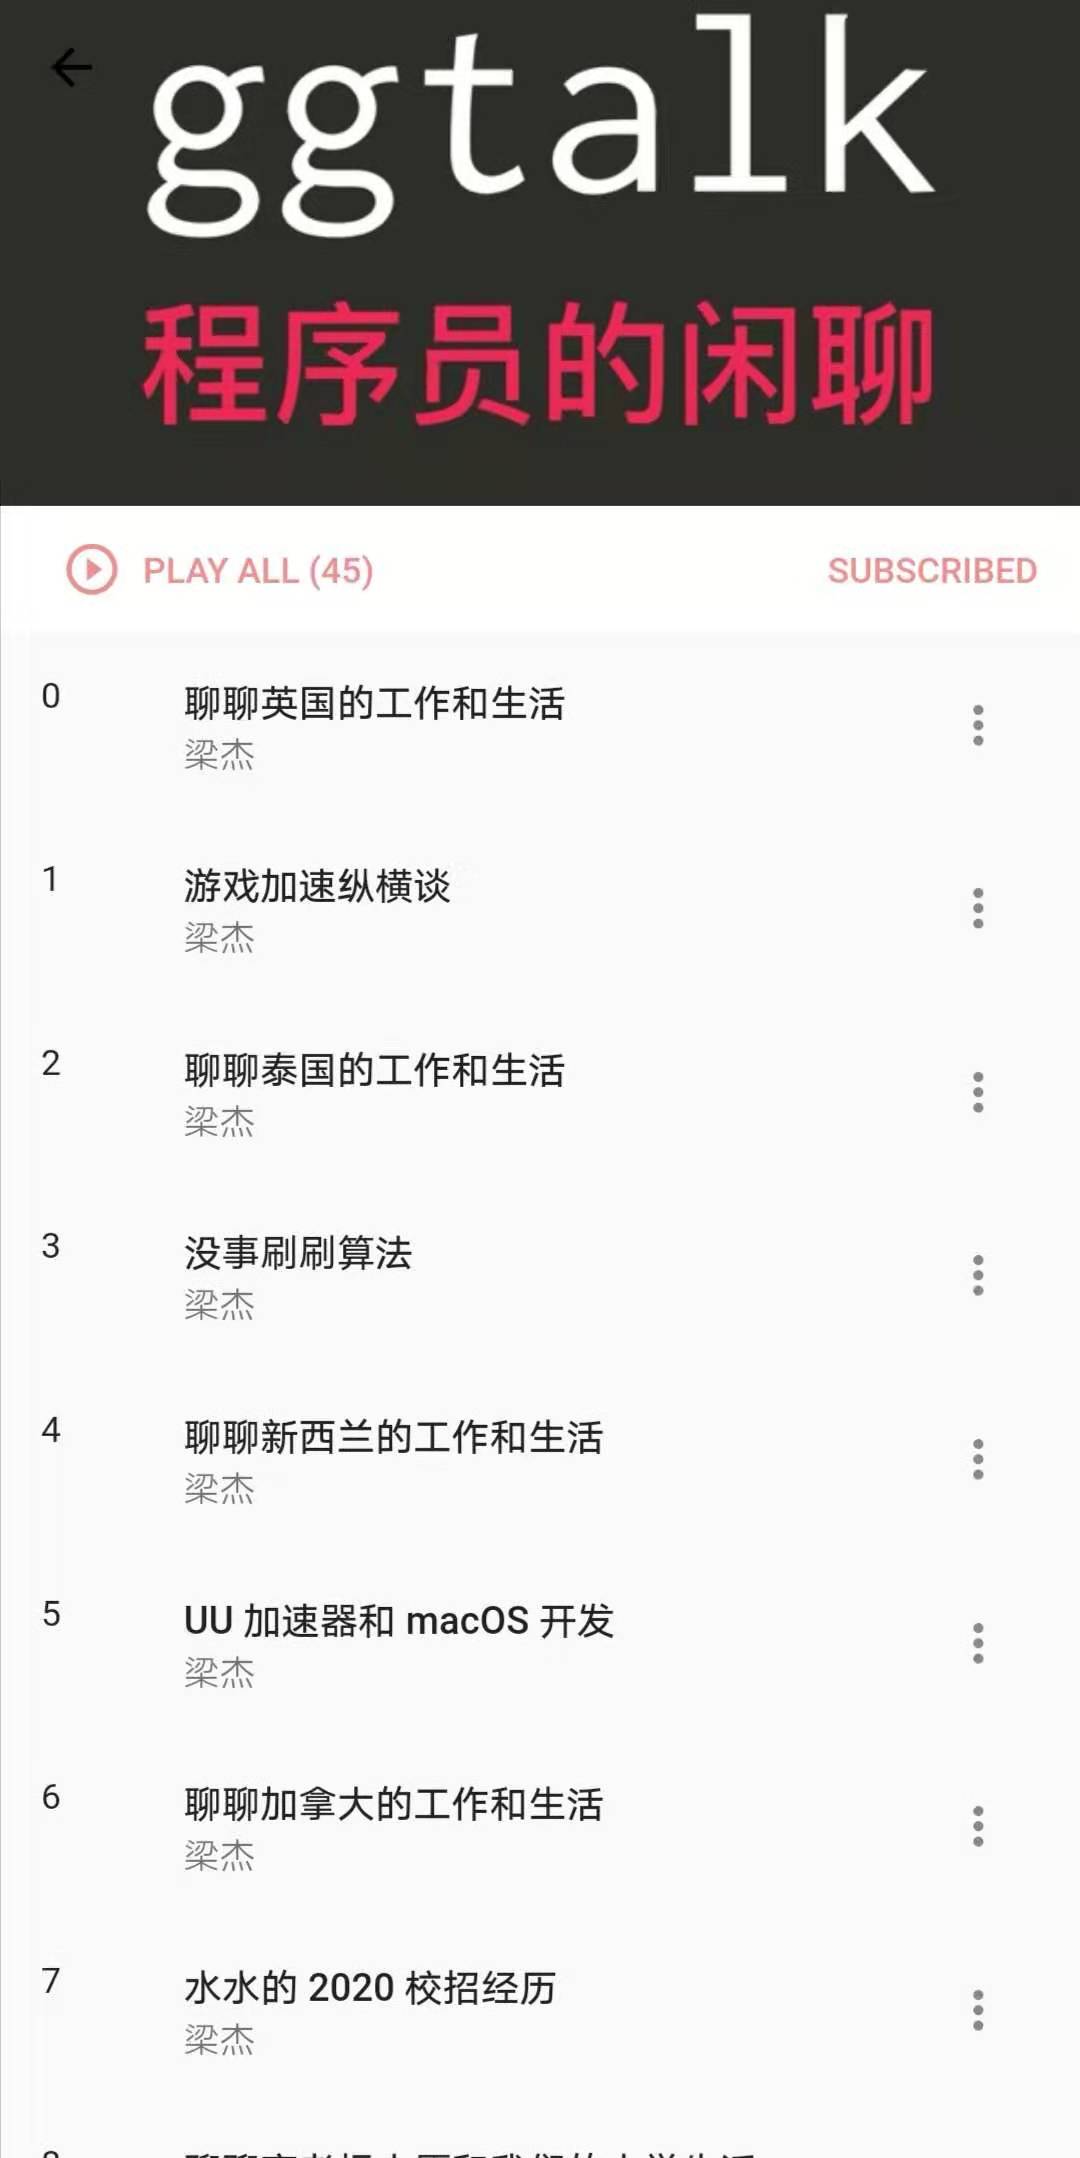 ggtalk
程序员的闲聊
PLAY ALL (45)
SUBSCRIBED
0
聊聊英国的工作和生活
梁杰
1
游戏加速纵横谈
梁杰
2
聊聊泰国的工作和生活
梁杰
3
没事刷刷算法
梁杰
4
聊聊新西兰的工作和生活
梁杰
5
UU 加速器和 macOS 开发
梁杰
6
聊聊加拿大的工作和生活
梁杰
7
水水的 2020 校招经历
梁杰